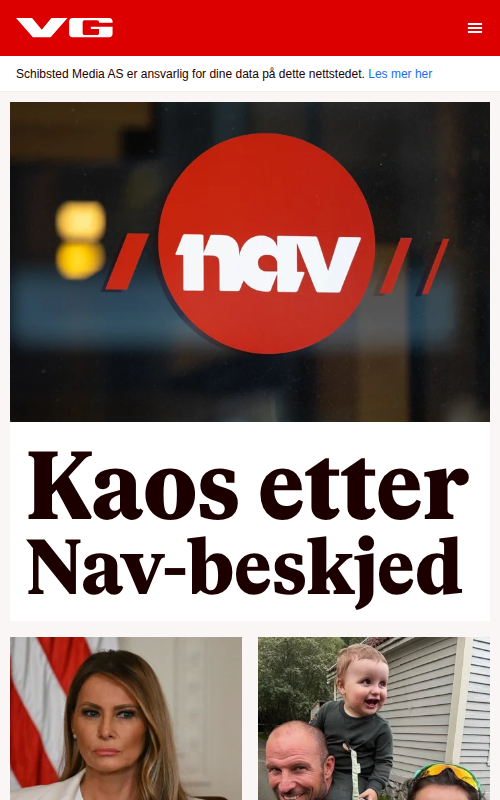 VG
Schibsted Media AS er ansvarlig for dine data på dette nettstedet. Les mer her
nav
Kaos etter
Nav-beskjed